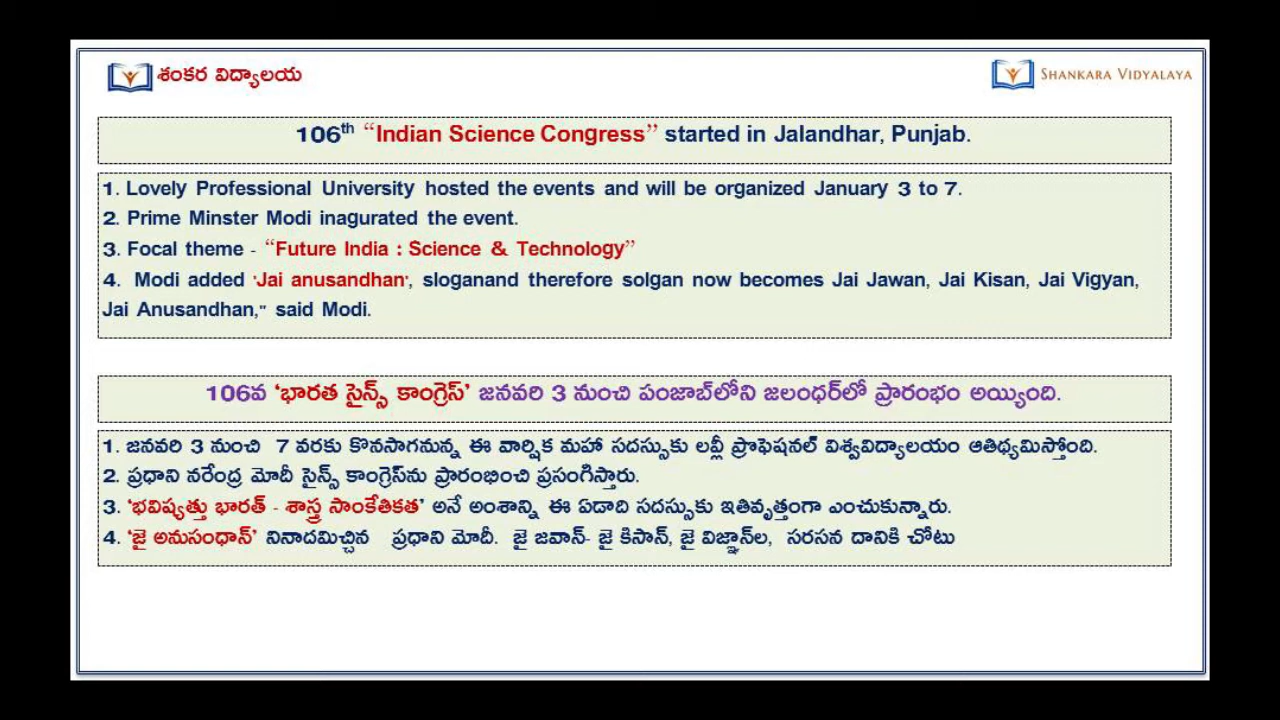 శంకర విద్యాలయ
SHANKARA VIDYALAYA
106th “Indian Science Congress” started in Jalandhar, Punjab.
1. Lovely Professional University hosted the events and will be organized January 3 to 7.
2. Prime Minster Modi inagurated the event.
3. Focal theme - “Future India : Science & Technology”
4. Modi added 'Jai anusandhan', sloganand therefore solgan now becomes Jai Jawan, Jai Kisan, Jai Vigyan,
Jai Anusandhan,” said Modi.
106వ ‘భారత సైన్స్ కాంగ్రెస్’ జనవరి 3 నుంచి పంజాబ్‌లోని జలంధర్‌లో ప్రారంభం అయ్యింది.
1. జనవరి 3 నుంచి 7 వరకు కొనసాగనున్న ఈ వార్షిక మహా సదస్సుకు లవ్లీ ప్రొఫెషనల్ విశ్వవిద్యాలయం ఆతిథ్యమిస్తోంది.
2. ప్రధాని నరేంద్ర మోదీ సైన్స్ కాంగ్రెస్‌ను ప్రారంభించి ప్రసంగిస్తారు.
3. ‘భవిష్యత్తు భారత్ - శాస్త్ర సాంకేతికత’ అనే అంశాన్ని ఈ ఏడాది సదస్సుకు ఇతివృత్తంగా ఎంచుకున్నారు.
4. ‘జై అనుసంధాన్’ నినాదమిచ్చిన ప్రధాని మోదీ. జై జవాన్- జై కిసాన్, జై విజ్ఞాన్‌ల, సరసన దానికి చోటు